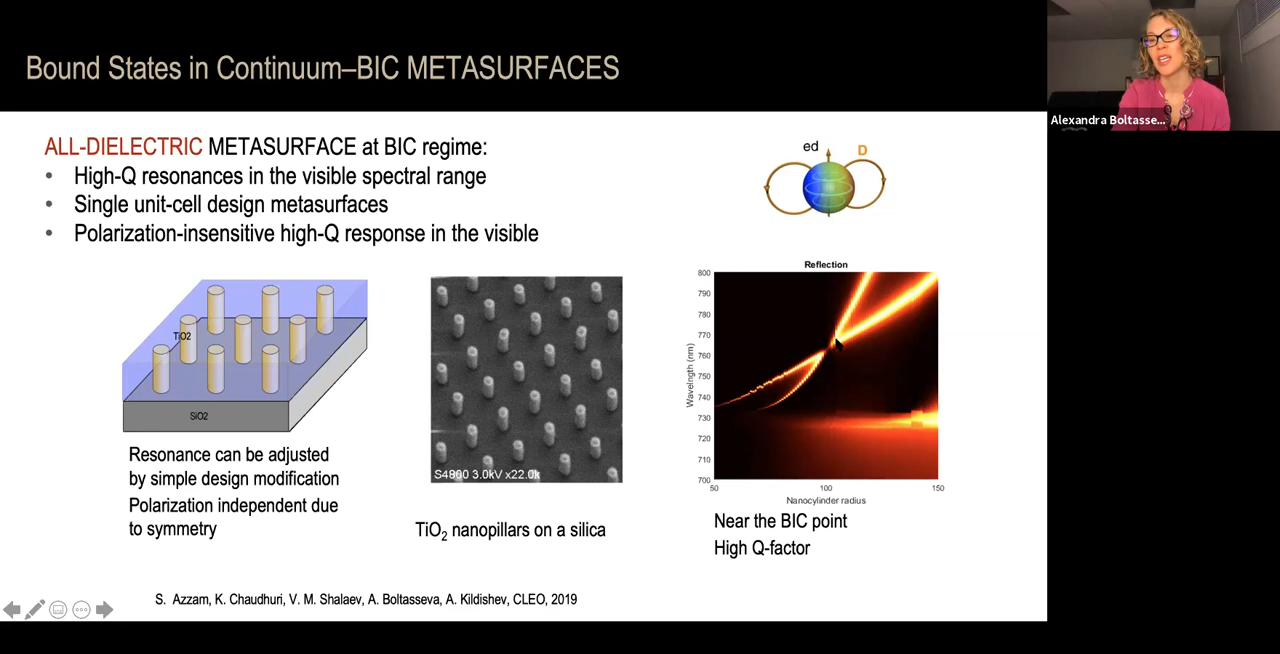 Bound States in Continuum–BIC METASURFACES
Alexandra Boltasse...
ALL-DIELECTRIC METASURFACE at BIC regime:
• High-Q resonances in the visible spectral range
• Single unit-cell design metasurfaces
• Polarization-insensitive high-Q response in the visible
ed
D
TiO2
SiO2
Resonance can be adjusted
by simple design modification
Polarization independent due
to symmetry
S4800 3.0kV x22.0k
TiO2 nanopillars on a silica
Reflection
800
790
780
770
760
750
740
730
720
710
700
Wavelngth (nm)
50
100
150
Nanocylinder radius
Near the BIC point
High Q-factor
S. Azzam, K. Chaudhuri, V. M. Shalaev, A. Boltasseva, A. Kildishev, CLEO, 2019